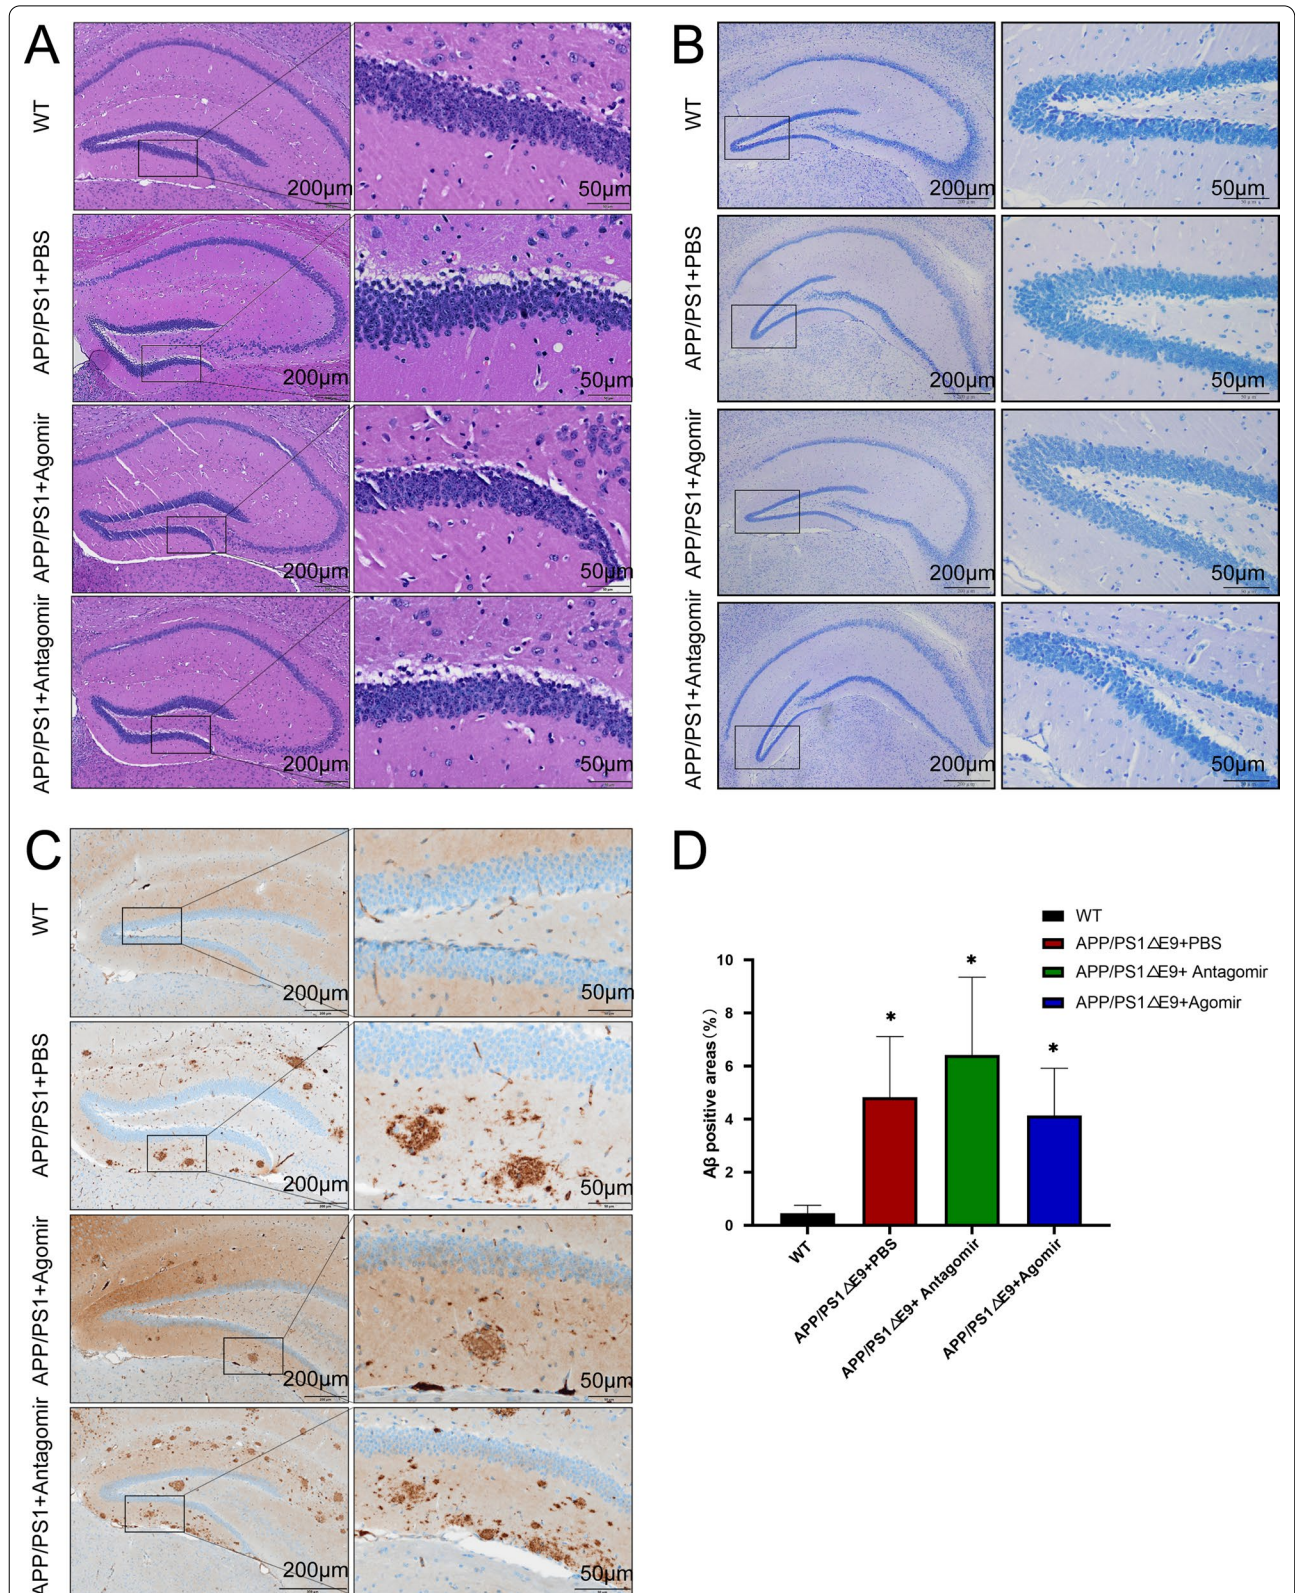 A
WT
200μm
50μm
APP/PS1+PBS
200μm
50μm
APP/PS1+Agomir
200μm
50μm
APP/PS1+Antagomir
200μm
50μm
B
WT
200μm
50μm
APP/PS1+PBS
200μm
50μm
APP/PS1+Agomir
200μm
50μm
APP/PS1+Antagomir
200μm
50μm
C
WT
200μm
50μm
APP/PS1+PBS
200μm
50μm
APP/PS1+Agomir
200μm
50μm
APP/PS1+Antagomir
200μm
50μm
D
WT
APP/PS1△E9+PBS
APP/PS1△E9+ Antagomir
APP/PS1△E9+Agomir
Aβ positive areas(%)
10
8
6
4
2
0
*
*
*
WT
APP/PS1△E9+PBS
APP/PS1△E9+ Antagomir
APP/PS1△E9+Agomir